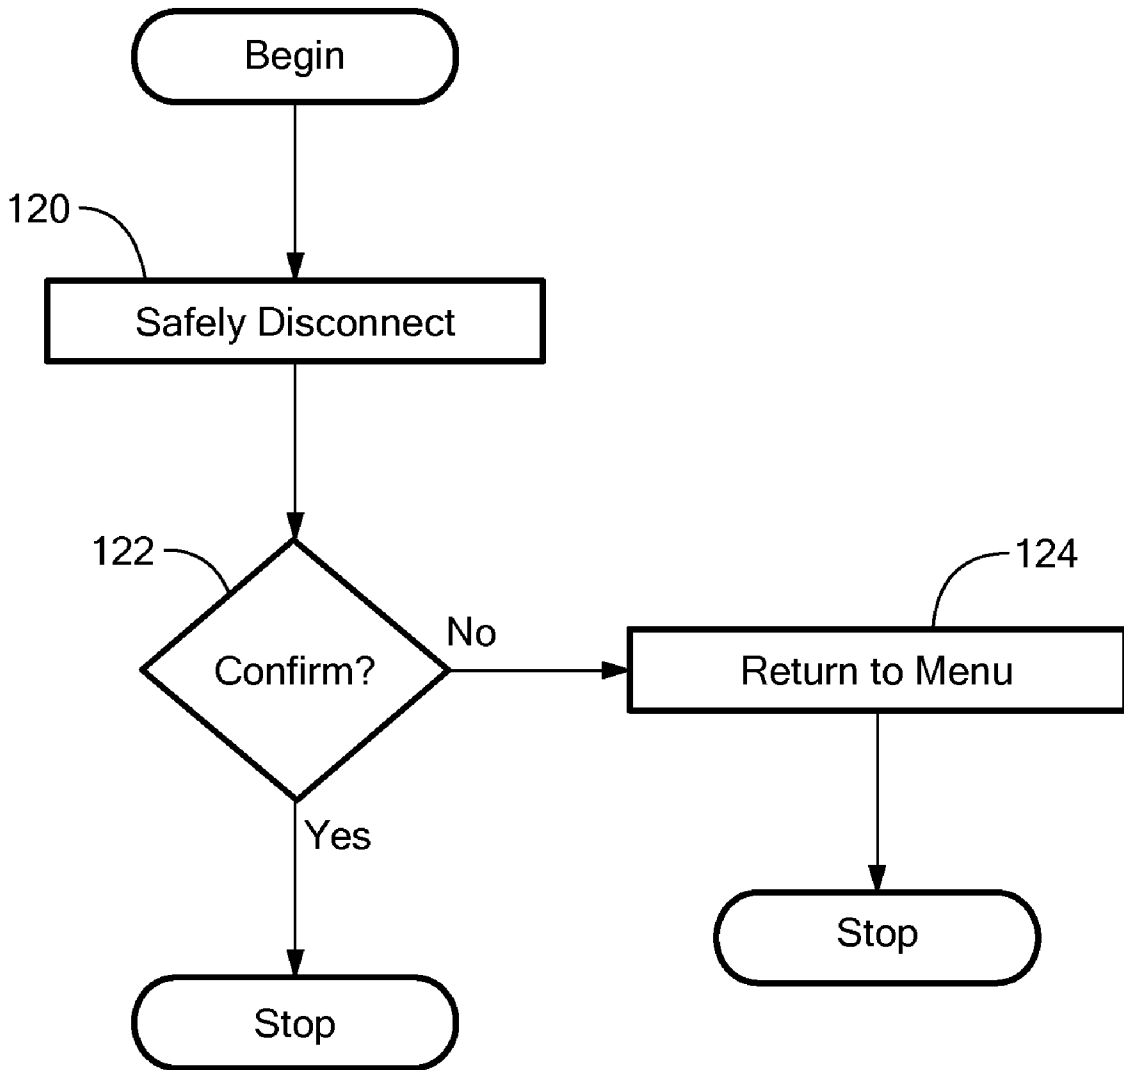 Begin
120
Safely Disconnect
122
124
No
Confirm?
Return to Menu
Yes
Stop
Stop